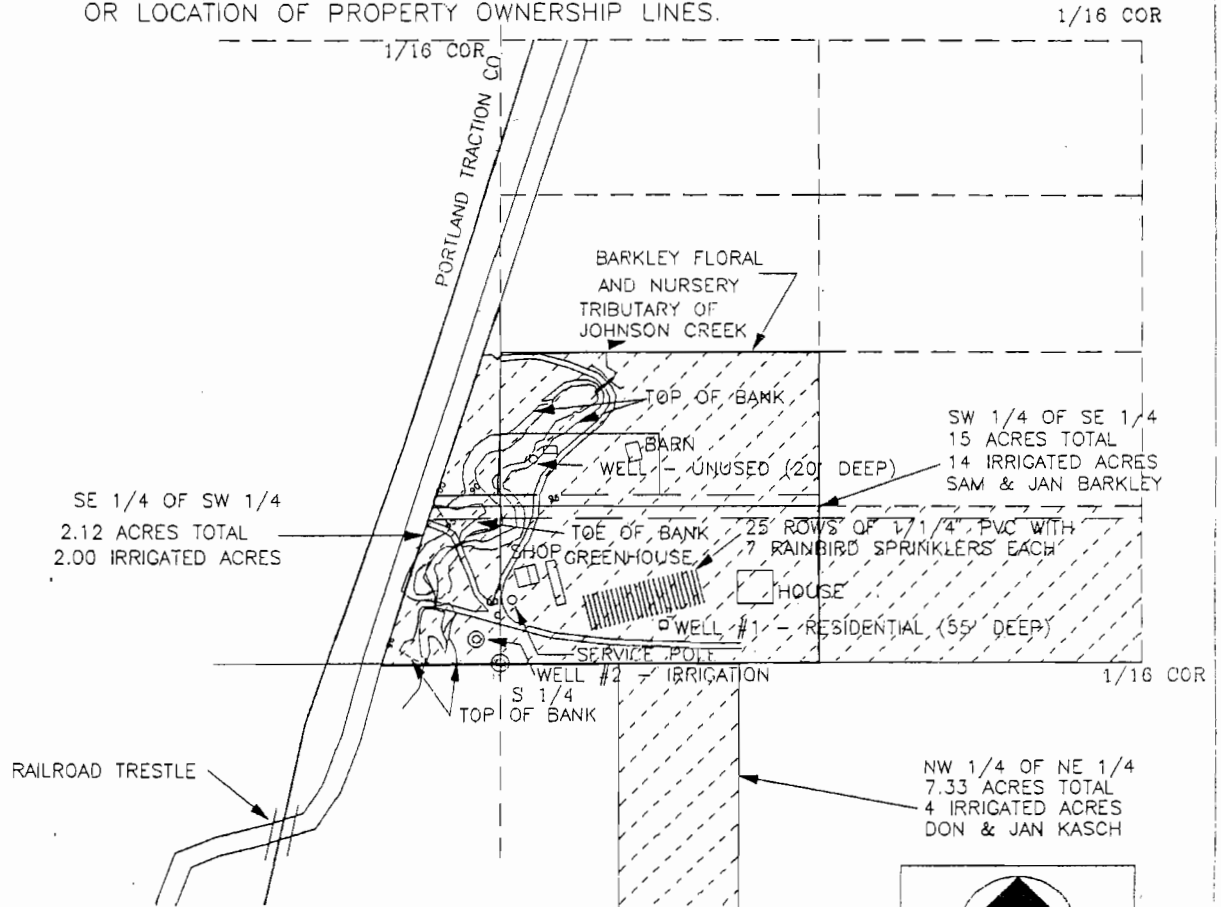 OR LOCATION OF PROPERTY OWNERSHIP LINES.
1/16 COR
1/16 COR
PORTLAND TRACTION CO
BARKLEY FLORAL
AND NURSERY
TRIBUTARY OF
JOHNSON CREEK
TOP OF BANK
BARN
WELL - UNUSED (20' DEEP)
SW 1/4 OF SE 1/4
15 ACRES TOTAL
14 IRRIGATED ACRES
SAM & JAN BARKLEY
SE 1/4 OF SW 1/4
2.12 ACRES TOTAL
2.00 IRRIGATED ACRES
TOE OF BANK
25 ROWS OF 1 1/4" PVC WITH
7 RAINBIRD SPRINKLERS EACH
SHOP
GREENHOUSE
HOUSE
WELL #1 - RESIDENTIAL (55' DEEP)
SERVICE POLE
WELL #2 - IRRIGATION
1/16 COR
S 1/4
TOP OF BANK
RAILROAD TRESTLE
NW 1/4 OF NE 1/4
7.33 ACRES TOTAL
4 IRRIGATED ACRES
DON & JAN KASCH